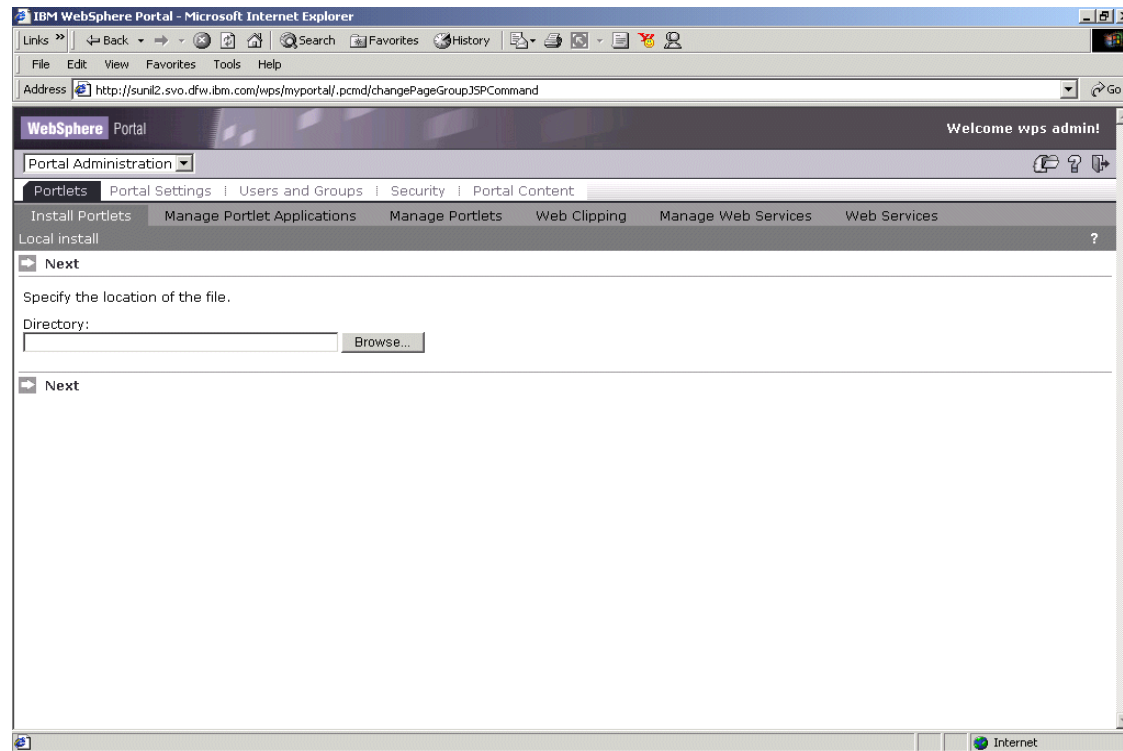 IBM WebSphere Portal - Microsoft Internet Explorer
Links » Back Search Favorites History
File Edit View Favorites Tools Help
Address http://sunil2.svo.dfw.ibm.com/wps/myportal/.pcmd/changePageGroupJSPCommand Go
WebSphere Portal Welcome wps admin!
Portal Administration
Portlets Portal Settings | Users and Groups | Security | Portal Content
Install Portlets Manage Portlet Applications Manage Portlets Web Clipping Manage Web Services Web Services
Local install ?
Next
Specify the location of the file.
Directory:
Browse...
Next
Internet